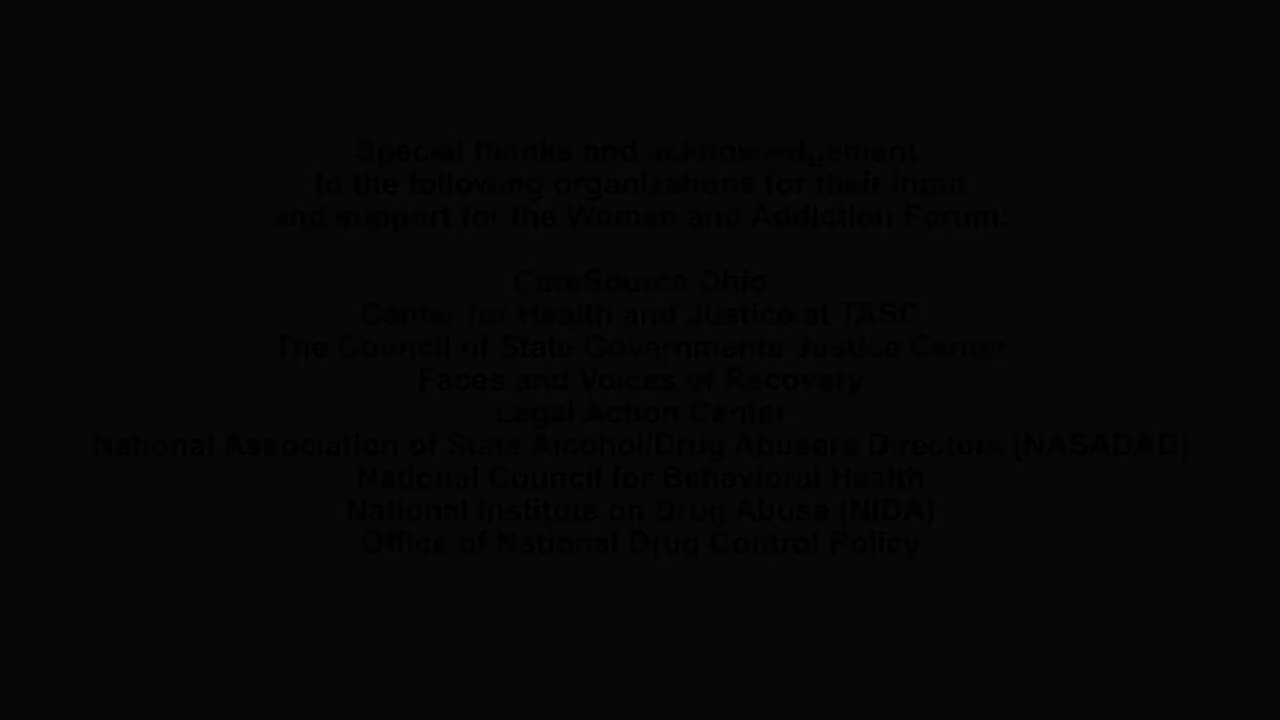 Special thanks and acknowledgement
to the following organizations for their input
and support for the Women and Addiction Forum:
CareSource Ohio
Center for Health and Justice at TASC
The Council of State Governments Justice Center
Faces and Voices of Recovery
Legal Action Center
National Association of State Alcohol/Drug Abusers Directors (NASADAD)
National Council for Behavioral Health
National Institute on Drug Abuse (NIDA)
Office of National Drug Control Policy